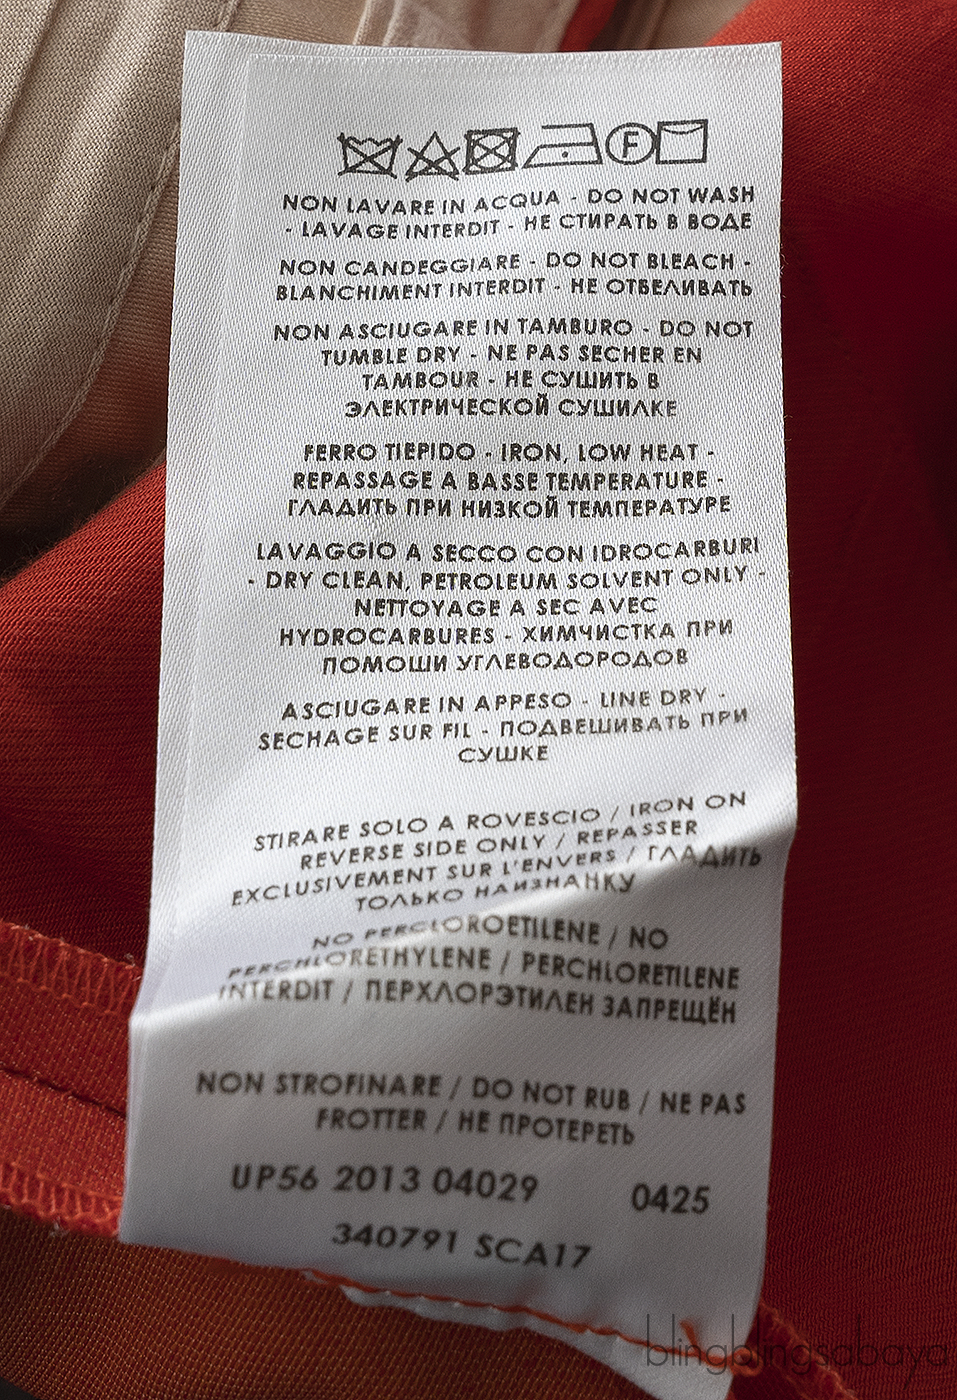 F
NON LAVARE IN ACQUA - DO NOT WASH
- LAVAGE INTERDIT - НЕ СТИРАТЬ В ВОДЕ
NON CANDEGGIARE - DO NOT BLEACH -
BLANCHIMENT INTERDIT - НЕ ОТБЕЛИВАТЬ
NON ASCIUGARE IN TAMBURO - DO NOT
TUMBLE DRY - NE PAS SECHER EN
TAMBOUR - НЕ СУШИТЬ В
ЭЛЕКТРИЧЕСКОЙ СУШИЛКЕ
FERRO TIEPIDO - IRON, LOW HEAT -
REPASSAGE A BASSE TEMPERATURE -
ГЛАДИТЬ ПРИ НИЗКОЙ ТЕМПЕРАТУРЕ
LAVAGGIO A SECCO CON IDROCARBURI
- DRY CLEAN, PETROLEUM SOLVENT ONLY -
NETTOYAGE A SEC AVEC
HYDROCARBURES - ХИМЧИСТКА ПРИ
ПОМОШИ УГЛЕВОДОРОДОВ
ASCIUGARE IN APPESO - LINE DRY -
SECHAGE SUR FIL - ПОДВЕШИВАТЬ ПРИ
СУШКЕ
STIRARE SOLO A ROVESCIO / IRON ON
REVERSE SIDE ONLY / REPASSER
EXCLUSIVEMENT SUR L'ENVERS / ГЛАДИТЬ
ТОЛЬКО НАИЗНАНКУ
NO PERCLOROETILENE / NO
PERCHLORETHYLENE / PERCHLORETILENE
INTERDIT / ПЕРХЛОРЭТИЛЕН ЗАПРЕЩЁН
NON STROFINARE / DO NOT RUB / NE PAS
FROTTER / НЕ ПРОТЕРЕТЬ
UP56 2013 04029 0425
340791 SCA17
blingblingsabaya